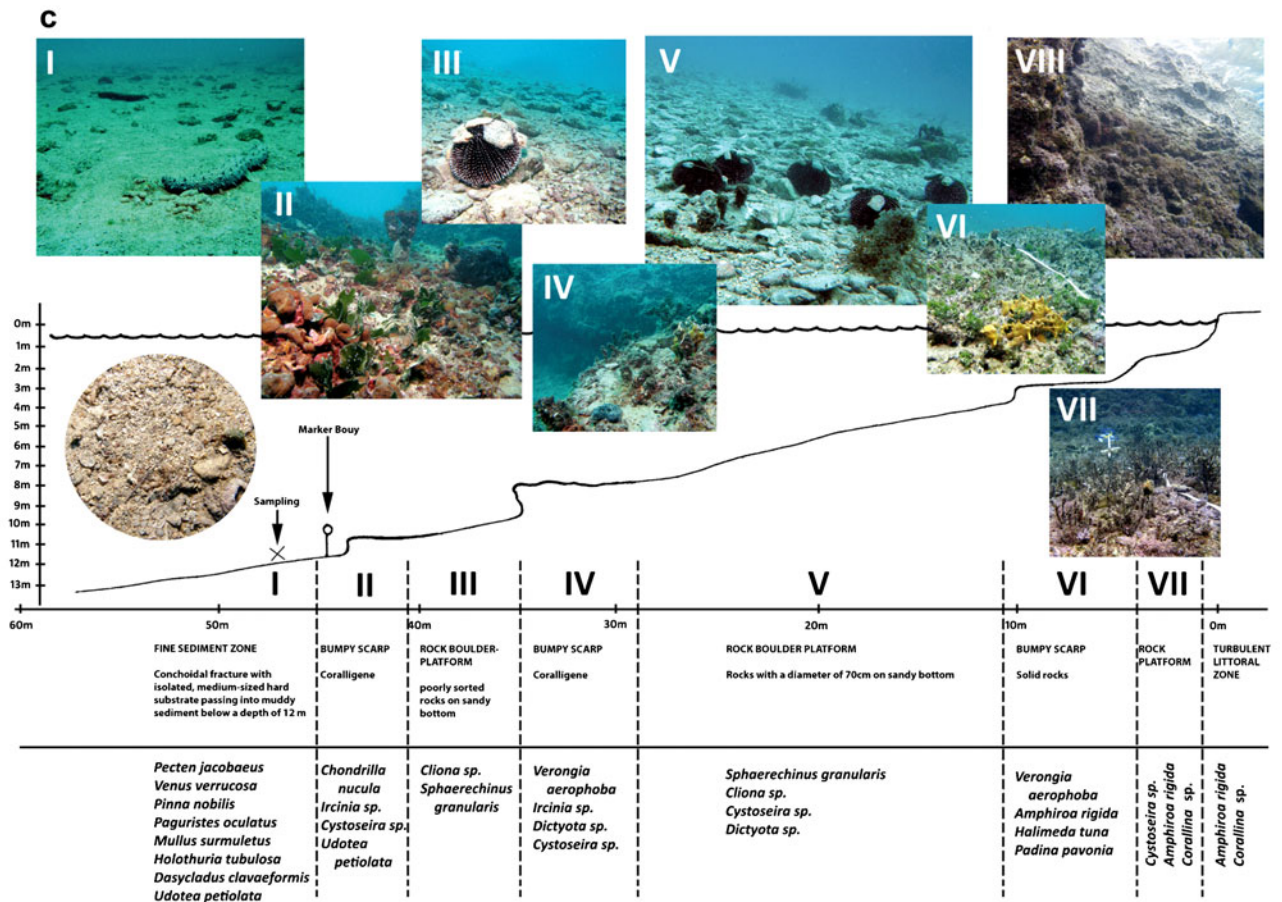 C
I
II
III
IV
V
VI
VII
VIII
0m
1m
2m
3m
4m
5m
6m
7m
8m
9m
10m
11m
12m
13m
Marker Bouy
Sampling
I
II
III
IV
V
VI
VII
60m
50m
40m
30m
20m
10m
0m
FINE SEDIMENT ZONE
Conchoidal fracture with
isolated, medium-sized hard
substrate passing into muddy
sediment below a depth of 12 m
BUMPY SCARP
Coralligene
ROCK BOULDER-
PLATFORM
poorly sorted
rocks on sandy
bottom
BUMPY SCARP
Coralligene
ROCK BOULDER PLATFORM
Rocks with a diameter of 70cm on sandy bottom
BUMPY SCARP
Solid rocks
ROCK
PLATFORM
TURBULENT
LITTORAL
ZONE
Pecten jacobaeus
Venus verrucosa
Pinna nobilis
Paguristes oculatus
Mullus surmuletus
Holothuria tubulosa
Dasycladus clavaeformis
Udotea petiolata
Chondrilla
nucula
Ircinia sp.
Cystoseira sp.
Udotea
petiolata
Cliona sp.
Sphaerechinus
granularis
Verongia
aerophoba
Ircinia sp.
Dictyota sp.
Cystoseira sp.
Sphaerechinus granularis
Cliona sp.
Cystoseira sp.
Dictyota sp.
Verongia
aerophoba
Amphiroa rigida
Halimeda tuna
Padina pavonia
Cystoseira sp.
Amphiroa rigida
Corallina sp.
Amphiroa rigida
Corallina sp.